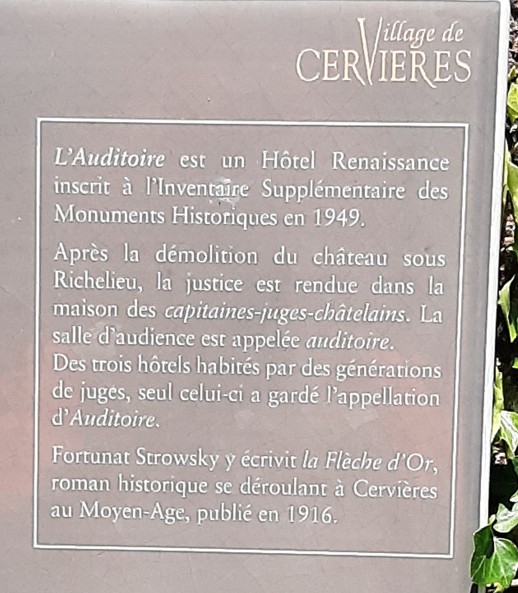 Village de
CERVIERES
L'Auditoire est un Hôtel Renaissance
inscrit à l'Inventaire Supplémentaire des
Monuments Historiques en 1949.
Après la démolition du château sous
Richelieu, la justice est rendue dans la
maison des capitaines-juges-châtelains. La
salle d'audience est appelée auditoire.
Des trois hôtels habités par des générations
de juges, seul celui-ci a gardé l'appellation
d'Auditoire.
Fortunat Strowsky y écrivit la Flèche d'Or,
roman historique se déroulant à Cervières
au Moyen-Age, publié en 1916.